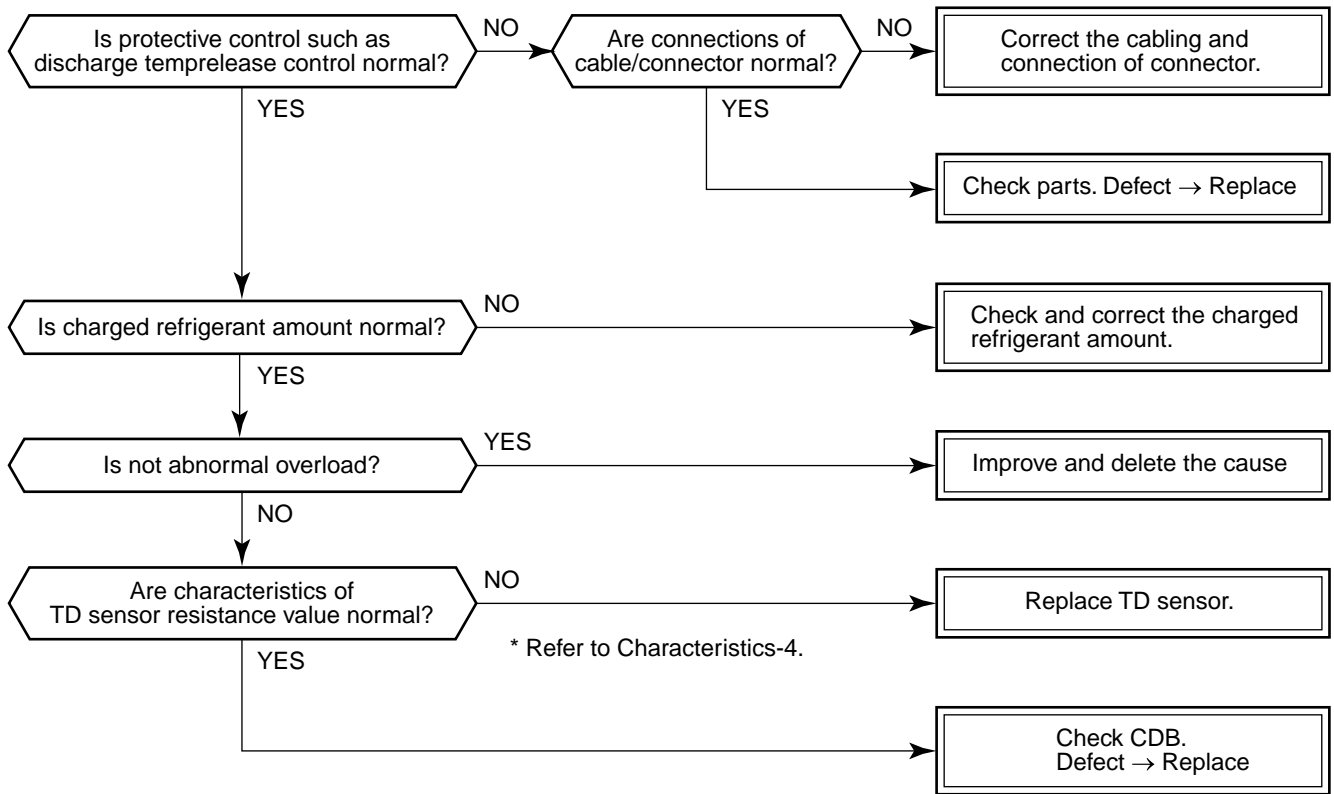 Is protective control such as
discharge temprelease control normal?
NO
Are connections of
cable/connector normal?
NO
Correct the cabling and
connection of connector.
YES
YES
Check parts. Defect → Replace
Is charged refrigerant amount normal?
NO
Check and correct the charged
refrigerant amount.
YES
Is not abnormal overload?
YES
Improve and delete the cause
NO
Are characteristics of
TD sensor resistance value normal?
NO
Replace TD sensor.
* Refer to Characteristics-4.
YES
Check CDB.
Defect → Replace